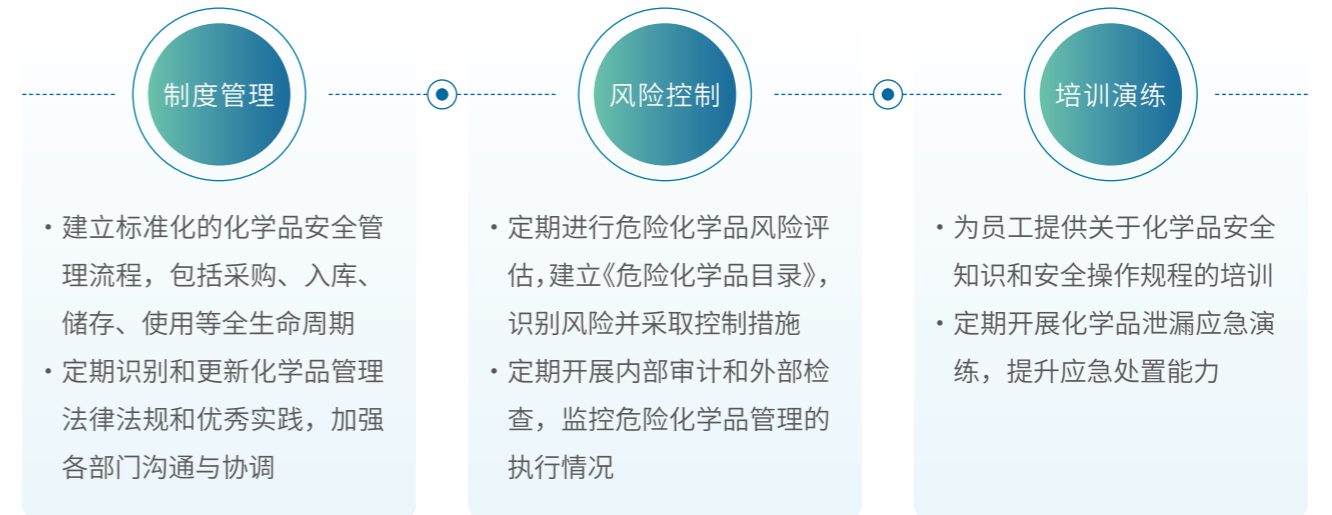 制度管理
・建立标准化的化学品安全管
理流程，包括采购、入库、
储存、使用等全生命周期
・定期识别和更新化学品管理
法律法规和优秀实践，加强
各部门沟通与协调
风险控制
・定期进行危险化学品风险评
估，建立《危险化学品目录》，
识别风险并采取控制措施
・定期开展内部审计和外部检
查，监控危险化学品管理的
执行情况
培训演练
・为员工提供关于化学品安全
知识和安全操作规程的培训
・定期开展化学品泄漏应急演
练，提升应急处置能力